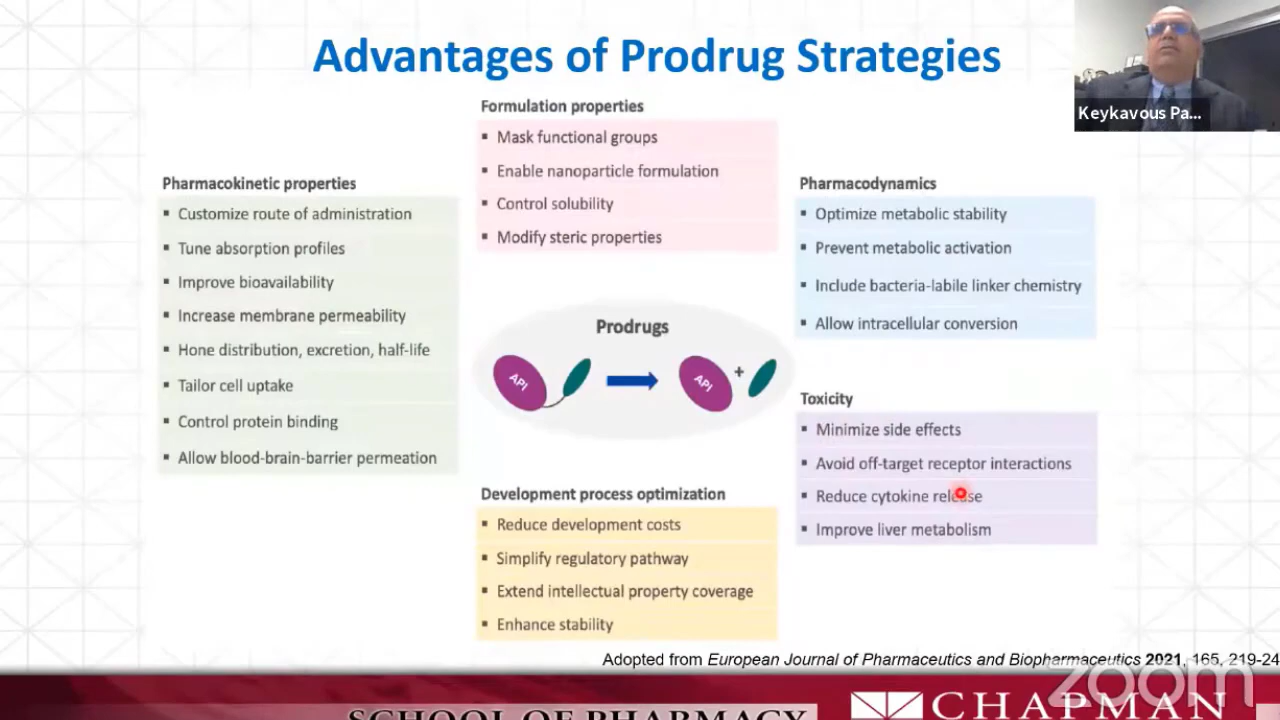 Advantages of Prodrug Strategies
Keykavous Pa...
Formulation properties
▪ Mask functional groups
▪ Enable nanoparticle formulation
▪ Control solubility
▪ Modify steric properties
Pharmacokinetic properties
▪ Customize route of administration
▪ Tune absorption profiles
▪ Improve bioavailability
▪ Increase membrane permeability
▪ Hone distribution, excretion, half-life
▪ Tailor cell uptake
▪ Control protein binding
▪ Allow blood-brain-barrier permeation
Pharmacodynamics
▪ Optimize metabolic stability
▪ Prevent metabolic activation
▪ Include bacteria-labile linker chemistry
▪ Allow intracellular conversion
Prodrugs
API
API +
Toxicity
▪ Minimize side effects
▪ Avoid off-target receptor interactions
▪ Reduce cytokine release
▪ Improve liver metabolism
Development process optimization
▪ Reduce development costs
▪ Simplify regulatory pathway
▪ Extend intellectual property coverage
▪ Enhance stability
Adopted from European Journal of Pharmaceutics and Biopharmaceutics 2021, 165, 219-24
zoom
CHAPMAN
SCHOOL OF PHARMACY